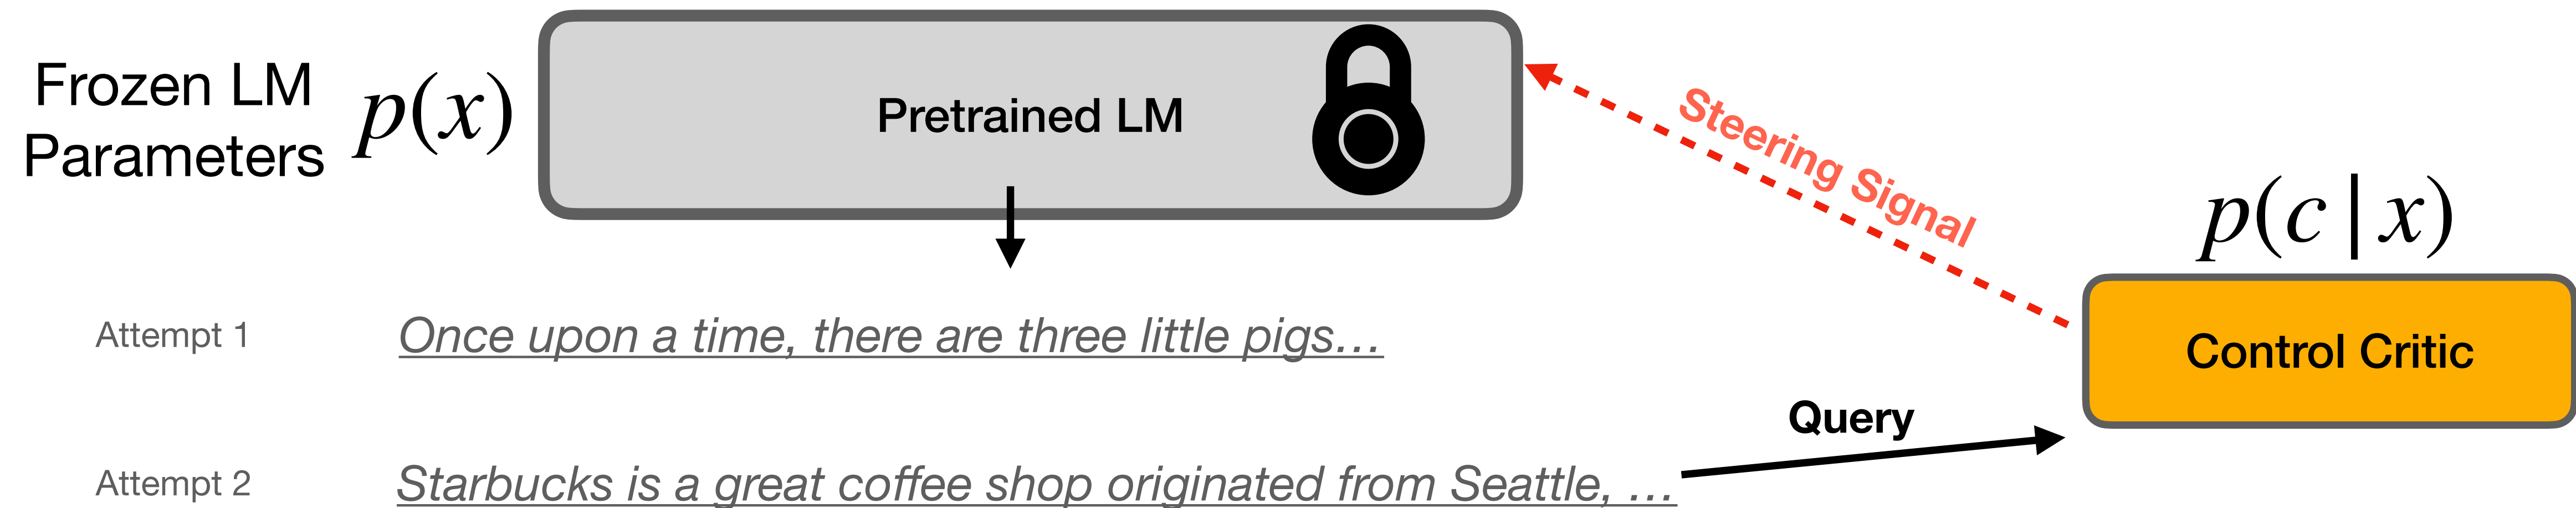 Frozen LM
Parameters
p(x)
Pretrained LM
Steering Signal
p(c | x)
Control Critic
Attempt 1
Once upon a time, there are three little pigs...
Query
Attempt 2
Starbucks is a great coffee shop originated from Seattle, ...